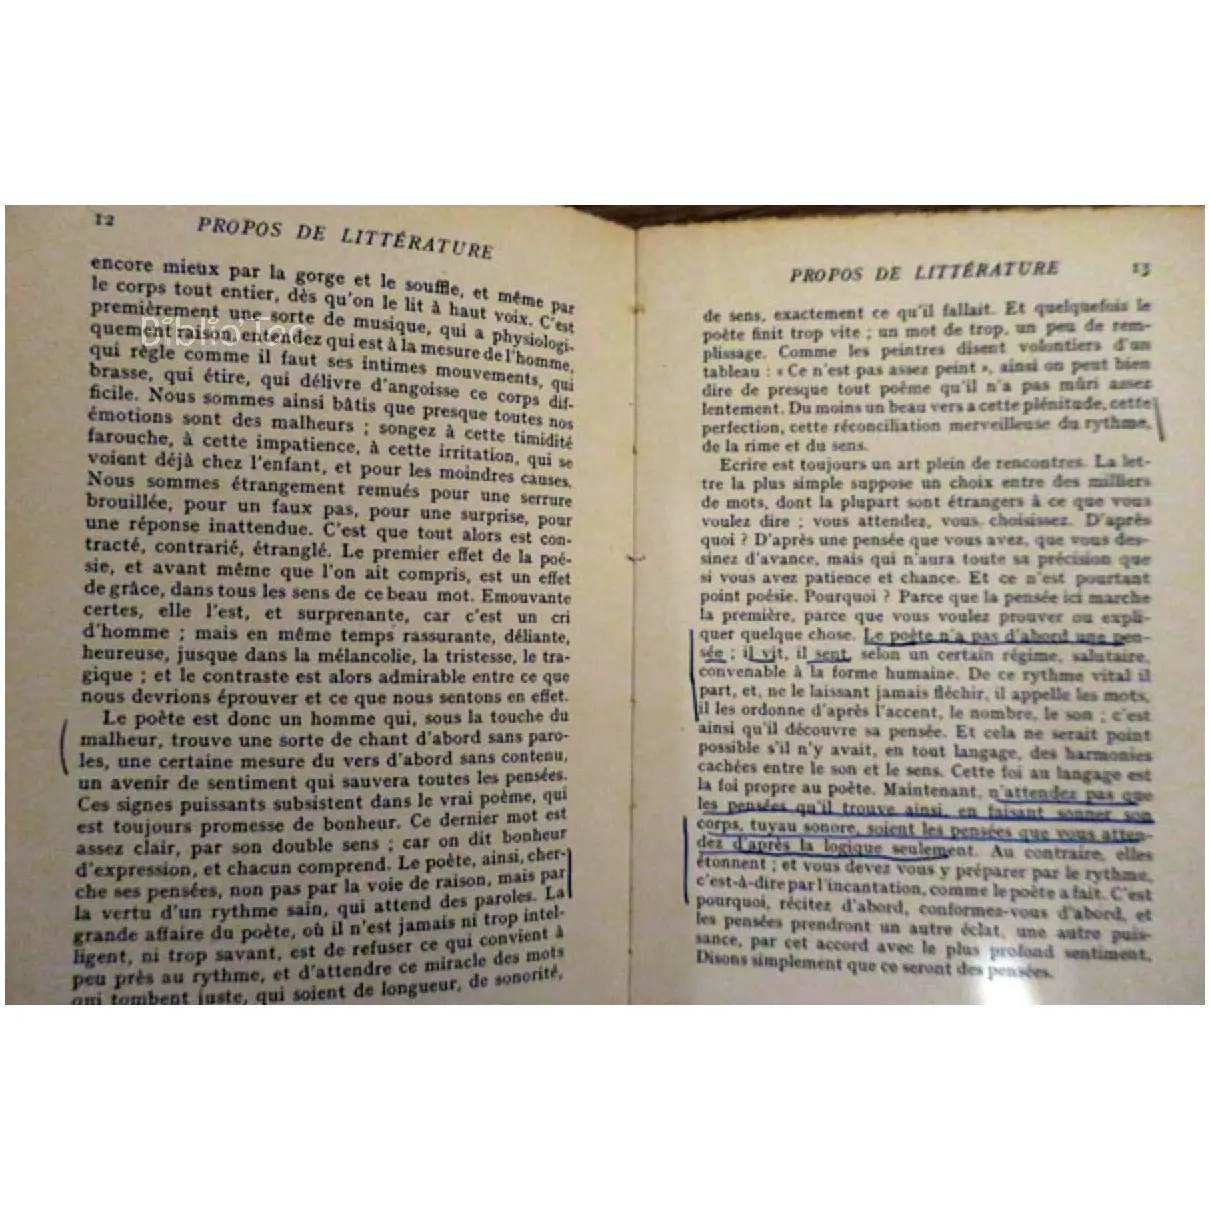 12
PROPOS DE LITTÉRATURE
encore mieux par la gorge et le souffle, et même par
le corps tout entier, dès qu'on le lit à haut voix. C'est
premièrement une sorte de musique, qui a physiologi-
quement raison, entendez qui est à la mesure de l'homme,
qui règle comme il faut ses intimes mouvements, qui
brasse, qui étire, qui délivre d'angoisse ce corps dif-
ficile. Nous sommes ainsi bâtis que presque toutes nos
émotions sont des malheurs ; songez à cette timidité
farouche, à cette impatience, à cette irritation, qui se
voient déjà chez l'enfant, et pour les moindres causes.
Nous sommes étrangement remués pour une serrure
brouillée, pour un faux pas, pour une surprise, pour
une réponse inattendue. C'est que tout alors est con-
tracté, contrarié, étranglé. Le premier effet de la poé-
sie, et avant même que l'on ait compris, est un effet
de grâce, dans tous les sens de ce beau mot. Emouvante
certes, elle l'est, et surprenante, car c'est un cri
d'homme ; mais en même temps rassurante, déliante,
heureuse, jusque dans la mélancolie, la tristesse, le tra-
gique ; et le contraste est alors admirable entre ce que
nous devrions éprouver et ce que nous sentons en effet.
Le poète est donc un homme qui, sous la touche du
malheur, trouve une sorte de chant d'abord sans paro-
les, une certaine mesure du vers d'abord sans contenu,
un avenir de sentiment qui sauvera toutes les pensées.
Ces signes puissants subsistent dans le vrai poème, qui
est toujours promesse de bonheur. Ce dernier mot est
assez clair, par son double sens ; car on dit bonheur
d'expression, et chacun comprend. Le poète, ainsi, cher-
che ses pensées, non pas par la voie de raison, mais par
la vertu d'un rythme sain, qui attend des paroles. La
grande affaire du poète, où il n'est jamais ni trop intel-
ligent, ni trop savant, est de refuser ce qui convient à
peu près au rythme, et d'attendre ce miracle des mots
qui tombent juste, qui soient de longueur, de sonorité,
Biblio'Toc
PROPOS DE LITTÉRATURE
13
de sens, exactement ce qu'il fallait. Et quelquefois le
poète finit trop vite ; un mot de trop, un peu de rem-
plissage. Comme les peintres disent volontiers d'un
tableau : « Ce n'est pas assez peint », ainsi on peut bien
dire de presque tout poème qu'il n'a pas mûri assez
lentement. Du moins un beau vers a cette plénitude, cette
perfection, cette réconciliation merveilleuse du rythme,
de la rime et du sens.
Ecrire est toujours un art plein de rencontres. La let-
tre la plus simple suppose un choix entre des milliers
de mots, dont la plupart sont étrangers à ce que vous
voulez dire ; vous attendez, vous choisissez. D'après
quoi ? D'après une pensée que vous avez, que vous des-
sinez d'avance, mais qui n'aura toute sa précision que
si vous avez patience et chance. Et ce n'est pourtant
point poésie. Pourquoi ? Parce que la pensée ici marche
la première, parce que vous voulez prouver ou expli-
quer quelque chose. Le poète n'a pas d'abord une pen-
sée ; il vit, il sent, selon un certain régime, salutaire,
convenable à la forme humaine. De ce rythme vital il
part, et, ne le laissant jamais fléchir, il appelle les mots,
il les ordonne d'après l'accent, le nombre, le son ; c'est
ainsi qu'il découvre sa pensée. Et cela ne serait point
possible s'il n'y avait, en tout langage, des harmonies
cachées entre le son et le sens. Cette foi au langage est
la foi propre au poète. Maintenant, n'attendez pas que
les pensées qu'il trouve ainsi, en faisant sonner son
corps, tuyau sonore, soient les pensées que vous atten-
dez d'après la logique seulement. Au contraire, elles
étonnent ; et vous devez vous y préparer par le rythme,
c'est-à-dire par l'incantation, comme le poète a fait. C'est
pourquoi, récitez d'abord, conformez-vous d'abord, et
les pensées prendront un autre éclat, une autre puis-
sance, par cet accord avec le plus profond sentiment.
Disons simplement que ce seront des pensées.